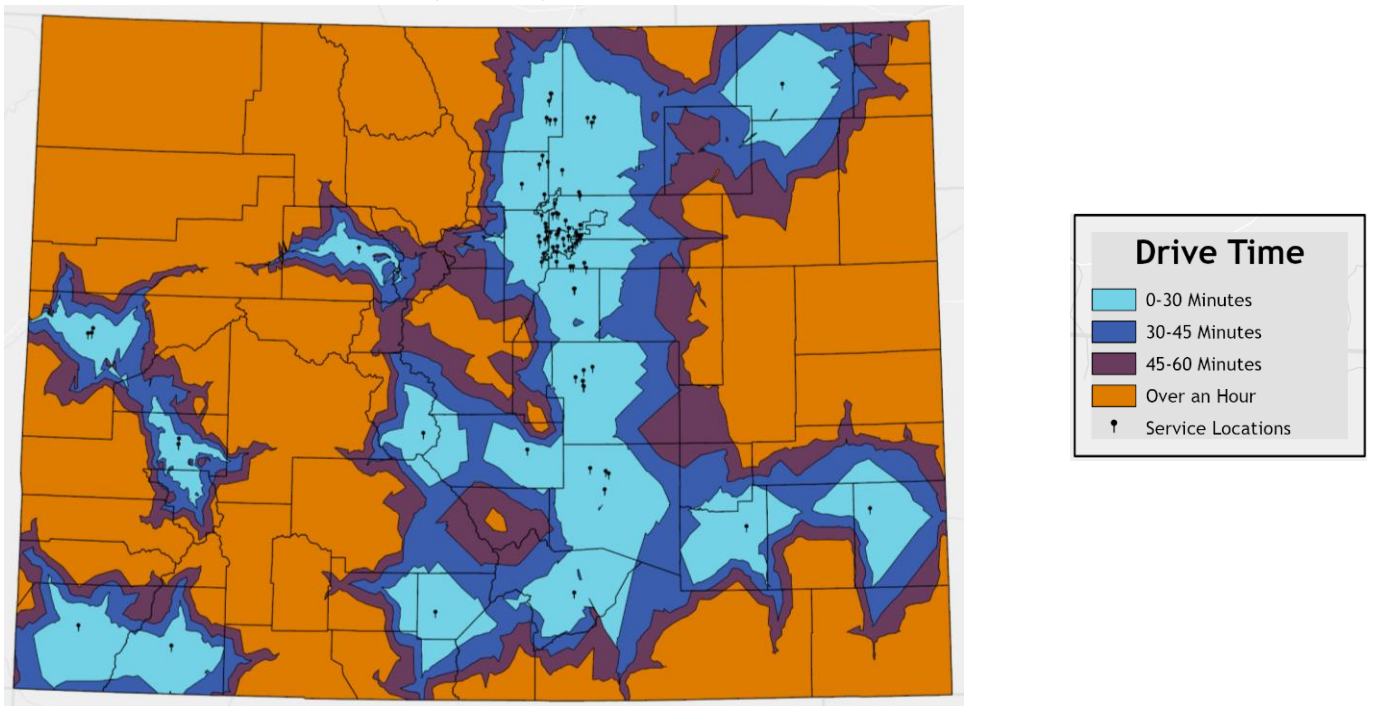 Drive Time
0-30 Minutes
30-45 Minutes
45-60 Minutes
Over an Hour
Service Locations